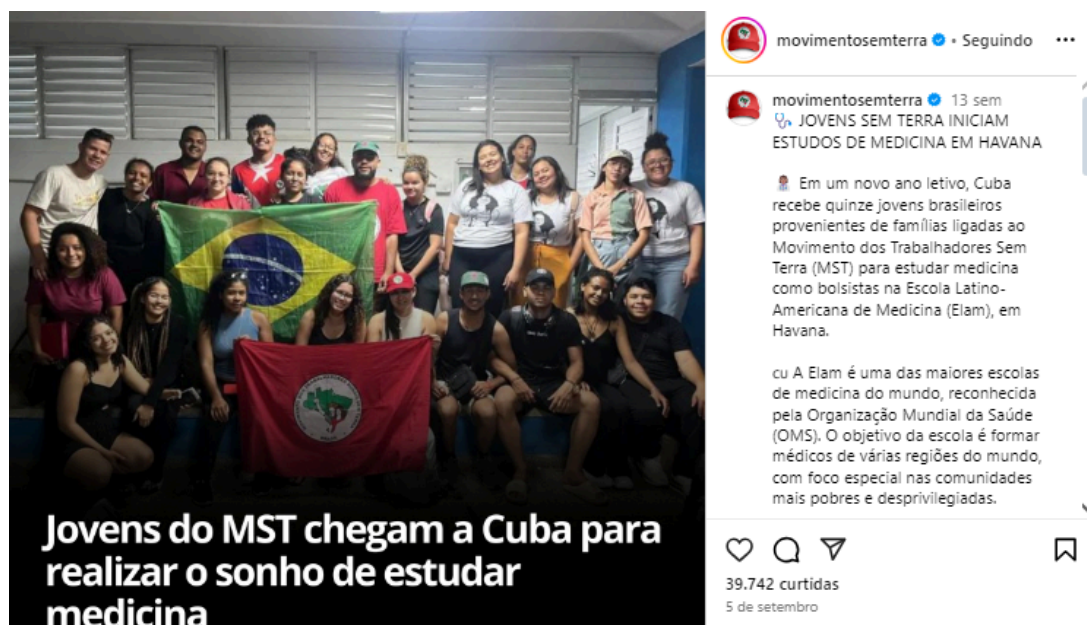 movimentosemterra • Seguindo
movimentosemterra 13 sem
JOVENS SEM TERRA INICIAM
ESTUDOS DE MEDICINA EM HAVANA
Em um novo ano letivo, Cuba
recebe quinze jovens brasileiros
provenientes de famílias ligadas ao
Movimento dos Trabalhadores Sem
Terra (MST) para estudar medicina
como bolsistas na Escola Latino-
Americana de Medicina (Elam), em
Havana.
cu A Elam é uma das maiores escolas
de medicina do mundo, reconhecida
pela Organização Mundial da Saúde
(OMS). O objetivo da escola é formar
médicos de várias regiões do mundo,
com foco especial nas comunidades
mais pobres e desprivilegiadas.
39.742 curtidas
5 de setembro
Jovens do MST chegam a Cuba para
realizar o sonho de estudar
medicina